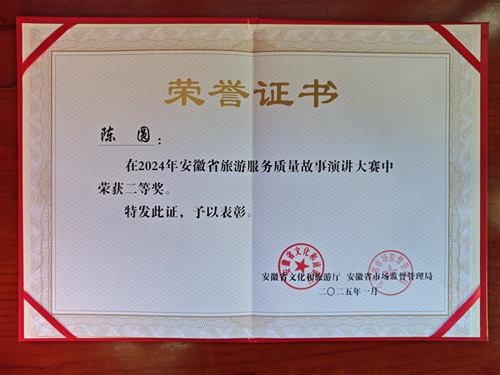 荣誉证书
陈 圆：
在2024年安徽省旅游服务质量故事演讲大赛中
荣获二等奖。
特发此证，予以表彰。
安徽省文化和旅游厅 安徽省市场监督管理局
二〇二五年一月